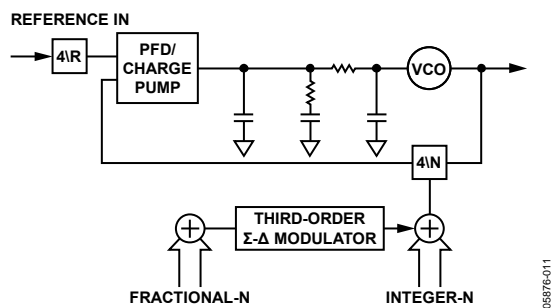 REFERENCE IN
4\R
PFD/
CHARGE
PUMP
VCO
4\N
THIRD-ORDER
Σ-Δ MODULATOR
FRACTIONAL-N
INTEGER-N
05876-011